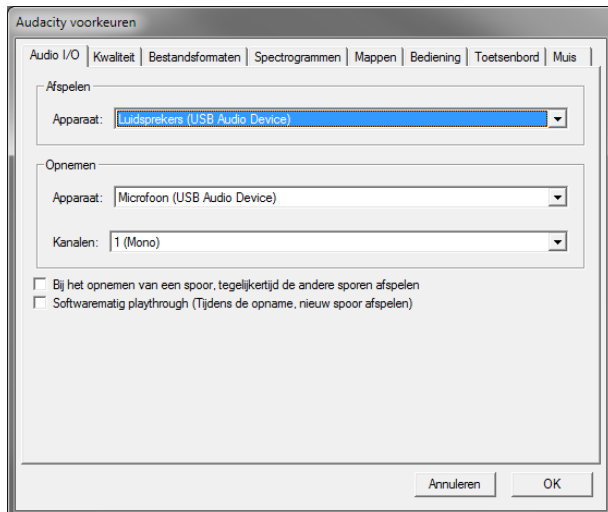 Audacity voorkeuren
Audio I/O Kwaliteit Bestandsformaten Spectrogrammen Mappen Bediening Toetsenbord Muis
Afspelen
Apparaat: Luidsprekers (USB Audio Device)
Opnemen
Apparaat: Microfoon (USB Audio Device)
Kanalen: 1 (Mono)
Bij het opnemen van een spoor, tegelijkertijd de andere sporen afspelen
Softwarematig playthrough (Tijdens de opname, nieuw spoor afspelen)
Annuleren OK